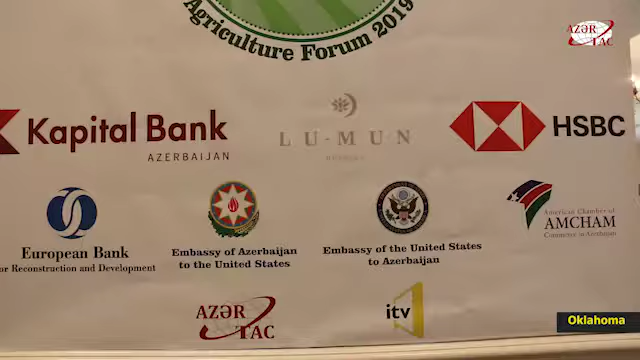 Agriculture Forum 2019
AZƏR
TAC
Kapital Bank
AZERBAIJAN
LU-MUN
HSBC
European Bank
or Reconstruction and Development
Embassy of Azerbaijan
to the United States
Embassy of the United States
to Azerbaijan
American Chamber of
AMCHAM
Commerce in Azerbaijan
AZƏR
TAC
itv
Oklahoma